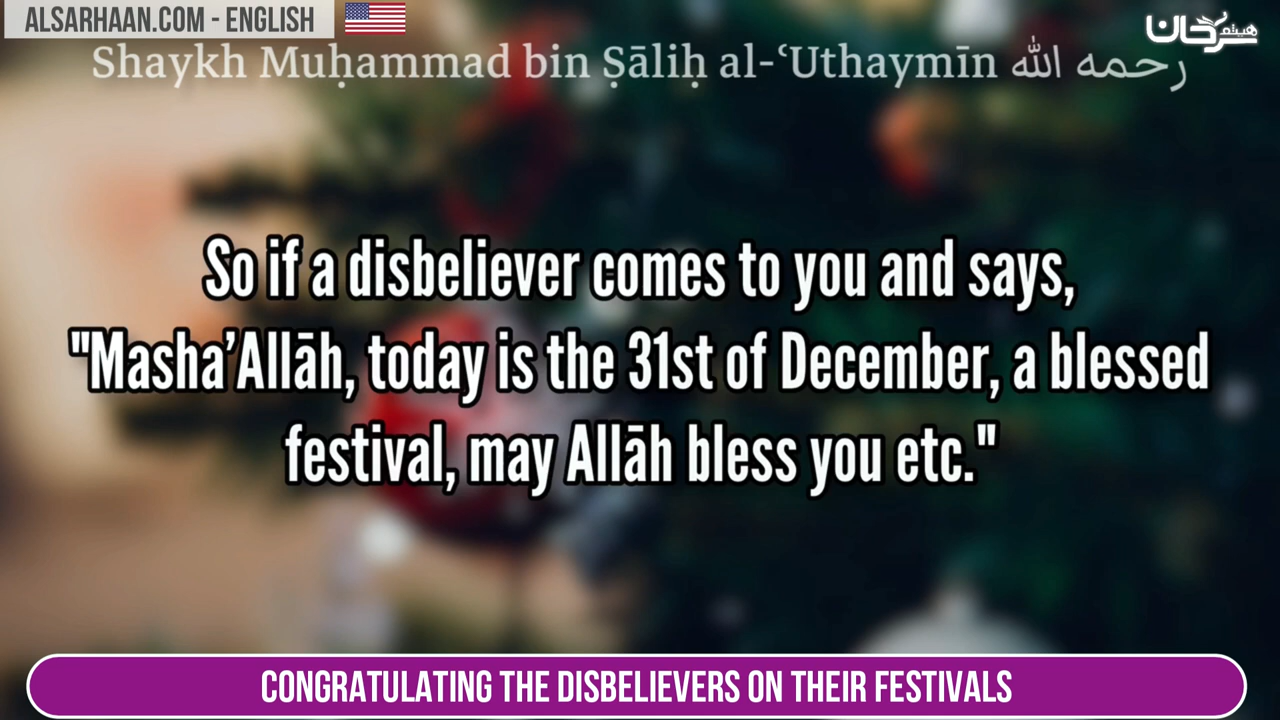 ALSARHAAN.COM - ENGLISH
هيثم سرحان
Shaykh Muḥammad bin Ṣāliḥ al-ʿUthaymīn رحمه الله
So if a disbeliever comes to you and says,
"Masha’Allāh, today is the 31st of December, a blessed
festival, may Allāh bless you etc."
CONGRATULATING THE DISBELIEVERS ON THEIR FESTIVALS